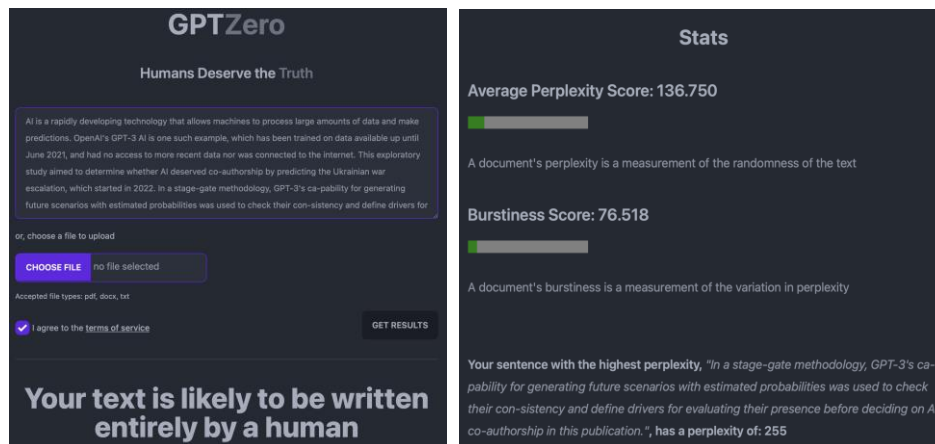 GPTZero
Humans Deserve the Truth
AI is a rapidly developing technology that allows machines to process large amounts of data and make
predictions. OpenAI's GPT-3 AI is one such example, which has been trained on data available up until
June 2021, and had no access to more recent data nor was connected to the internet. This exploratory
study aimed to determine whether AI deserved co-authorship by predicting the Ukrainian war
escalation, which started in 2022. In a stage-gate methodology, GPT-3's ca-pability for generating
future scenarios with estimated probabilities was used to check their con-sistency and define drivers for
or, choose a file to upload
CHOOSE FILE no file selected
Accepted file types: pdf, docx, txt
I agree to the terms of service
GET RESULTS
Your text is likely to be written
entirely by a human
Stats
Average Perplexity Score: 136.750
A document's perplexity is a measurement of the randomness of the text
Burstiness Score: 76.518
A document's burstiness is a measurement of the variation in perplexity
Your sentence with the highest perplexity, "In a stage-gate methodology, GPT-3's ca-
pability for generating future scenarios with estimated probabilities was used to check
their con-sistency and define drivers for evaluating their presence before deciding on A
co-authorship in this publication.", has a perplexity of: 255